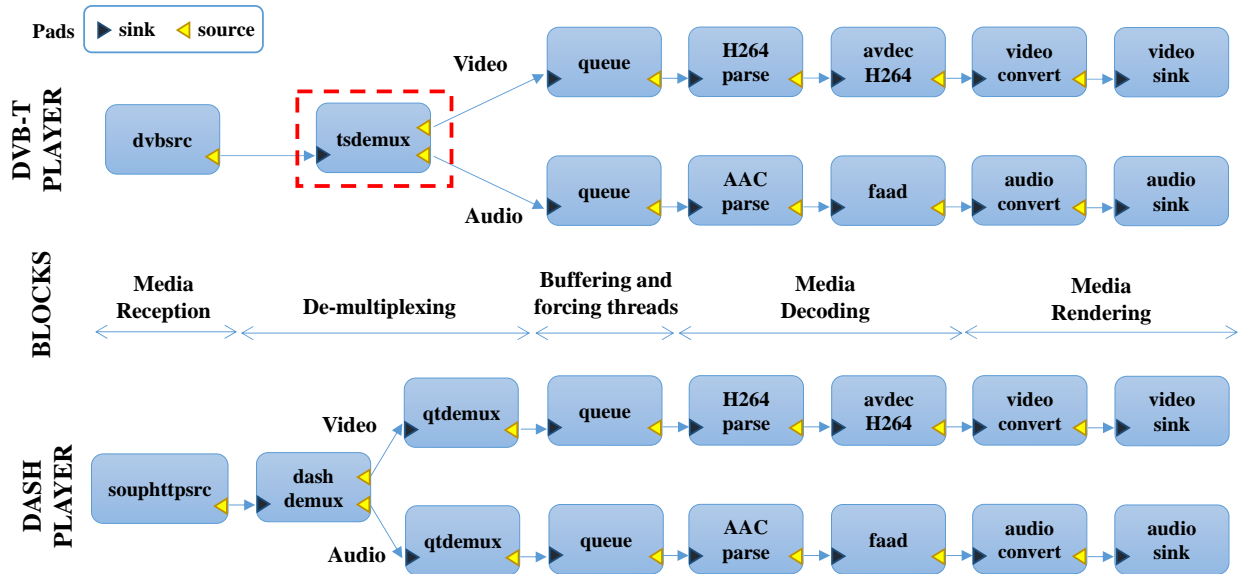 Pads sink source
DVB-T
PLAYER
dvbsrc
tsdemux
Video
Audio
queue
H264
parse
avdec
H264
video
convert
video
sink
queue
AAC
parse
faad
audio
convert
audio
sink
BLOCKS
Media
Reception
De-multiplexing
Buffering and
forcing threads
Media
Decoding
Media
Rendering
DASH
PLAYER
souphttpsrc
dash
demux
Video
Audio
qtdemux
queue
H264
parse
avdec
H264
video
convert
video
sink
qtdemux
queue
AAC
parse
faad
audio
convert
audio
sink